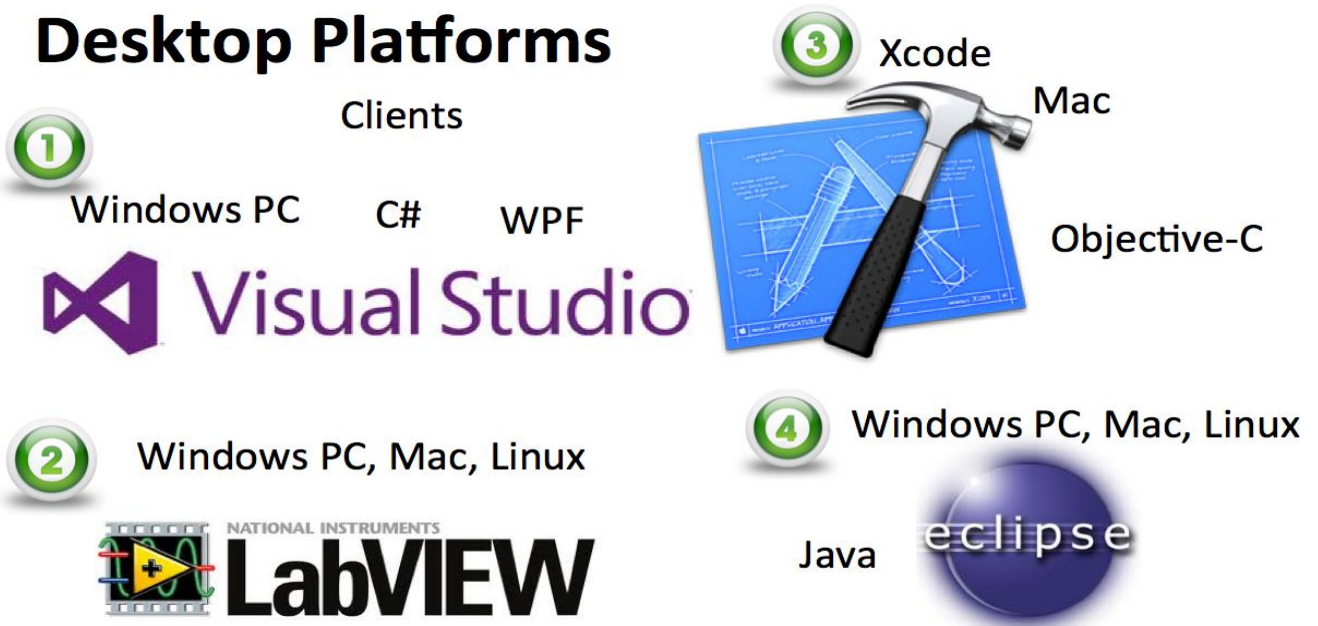 Desktop Platforms
Clients
1
Windows PC C# WPF
Visual Studio
2
Windows PC, Mac, Linux
NATIONAL INSTRUMENTS
LabVIEW
3
Xcode
Mac
Objective-C
4
Windows PC, Mac, Linux
eclipse
Java